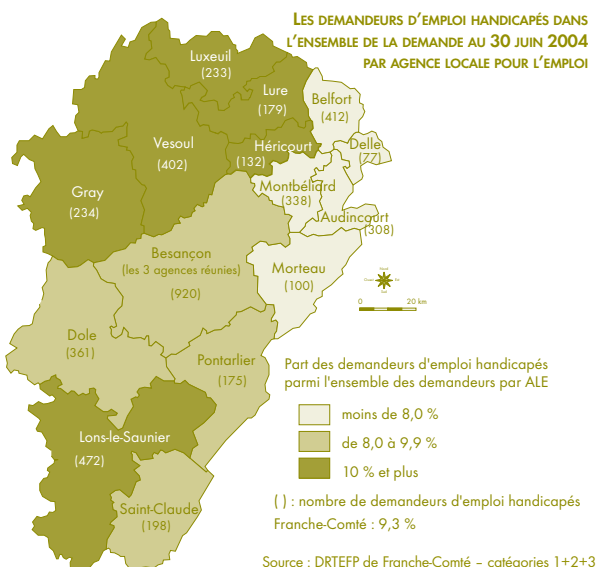 LES DEMANDEURS D'EMPLOI HANDICAPÉS DANS
L'ENSEMBLE DE LA DEMANDE AU 30 JUIN 2004
PAR AGENCE LOCALE POUR L'EMPLOI
Luxeuil
(233)
Lure
(179)
Belfort
(412)
Vesoul
(402)
Héricourt
(132)
Delle
(77)
Montbéliard
(338)
Gray
(234)
Audincourt
(308)
Besançon
(les 3 agences réunies)
(920)
Morteau
(100)
0 20 km
Dole
(361)
Pontarlier
(175)
Part des demandeurs d'emploi handicapés
parmi l'ensemble des demandeurs par ALE
moins de 8,0 %
de 8,0 à 9,9 %
10 % et plus
Lons-le-Saunier
(472)
Saint-Claude
(198)
( ) : nombre de demandeurs d'emploi handicapés
Franche-Comté : 9,3 %
Source : DRTEFP de Franche-Comté – catégories 1+2+3